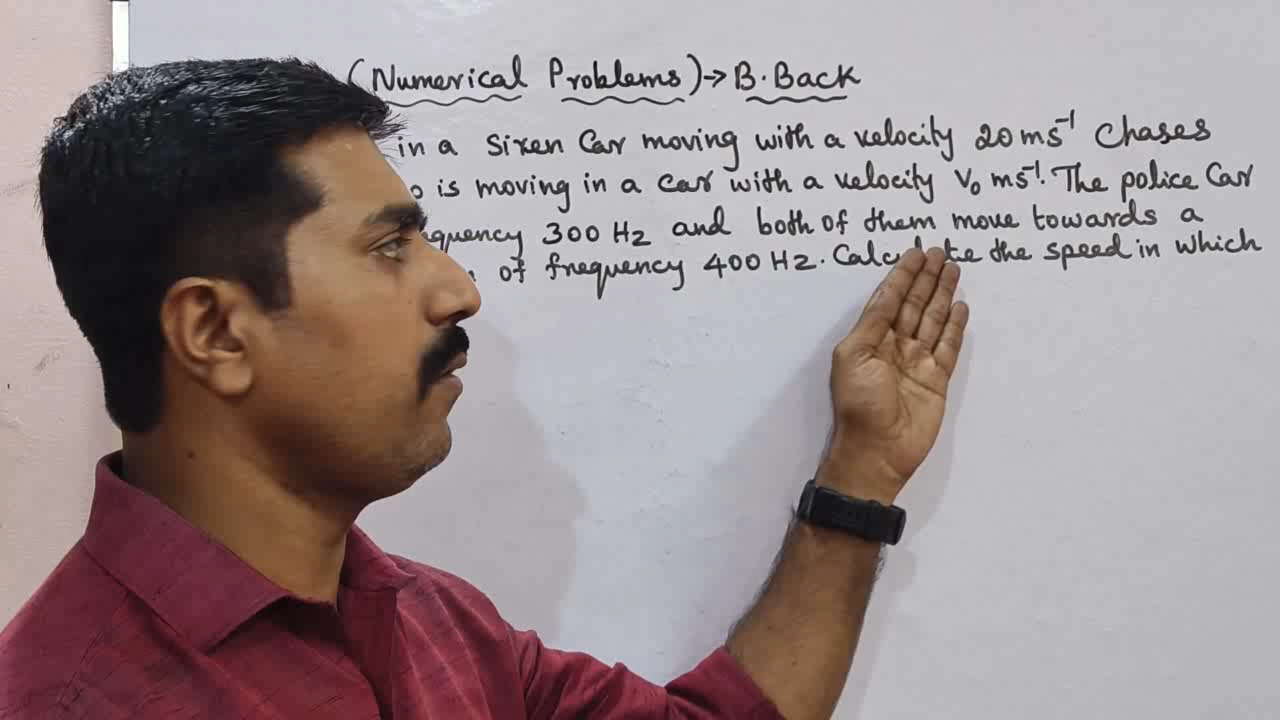 (Numerical Problems) → B.Back
in a Siren Car moving with a velocity 20 ms⁻¹ Chases
is moving in a car with a velocity V₀ ms⁻¹. The police Car
300 Hz and both of them move towards a
of frequency 400 Hz. Calculate the speed in which